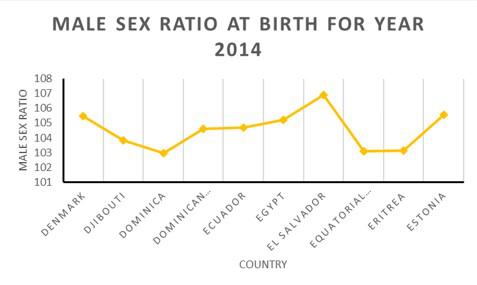 MALE SEX RATIO AT BIRTH FOR YEAR
2014
108
107
106
105
104
103
102
101
MALE SEX RATIO
DENMARK
DJIBOUTI
DOMINICA
DOMINICAN...
ECUADOR
EGYPT
EL SALVADOR
EQUATORIAL...
ERITREA
ESTONIA
COUNTRY